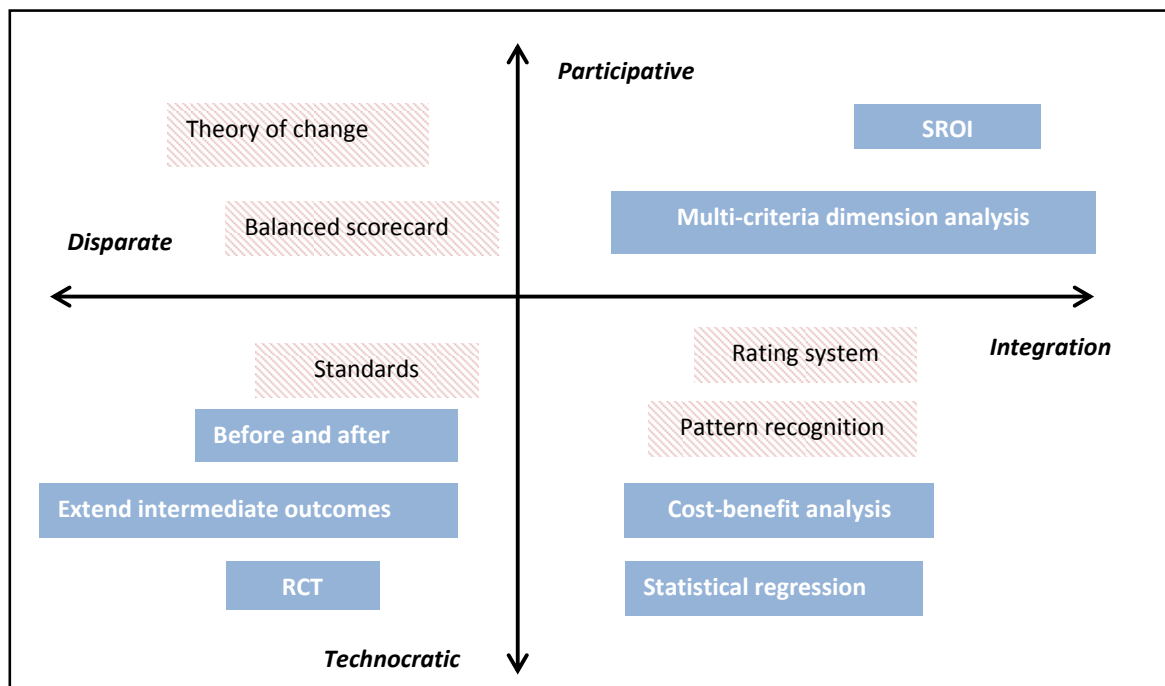 Participative
Theory of change
SROI
Balanced scorecard
Multi-criteria dimension analysis
Disparate
Integration
Standards
Rating system
Before and after
Pattern recognition
Extend intermediate outcomes
Cost-benefit analysis
RCT
Statistical regression
Technocratic